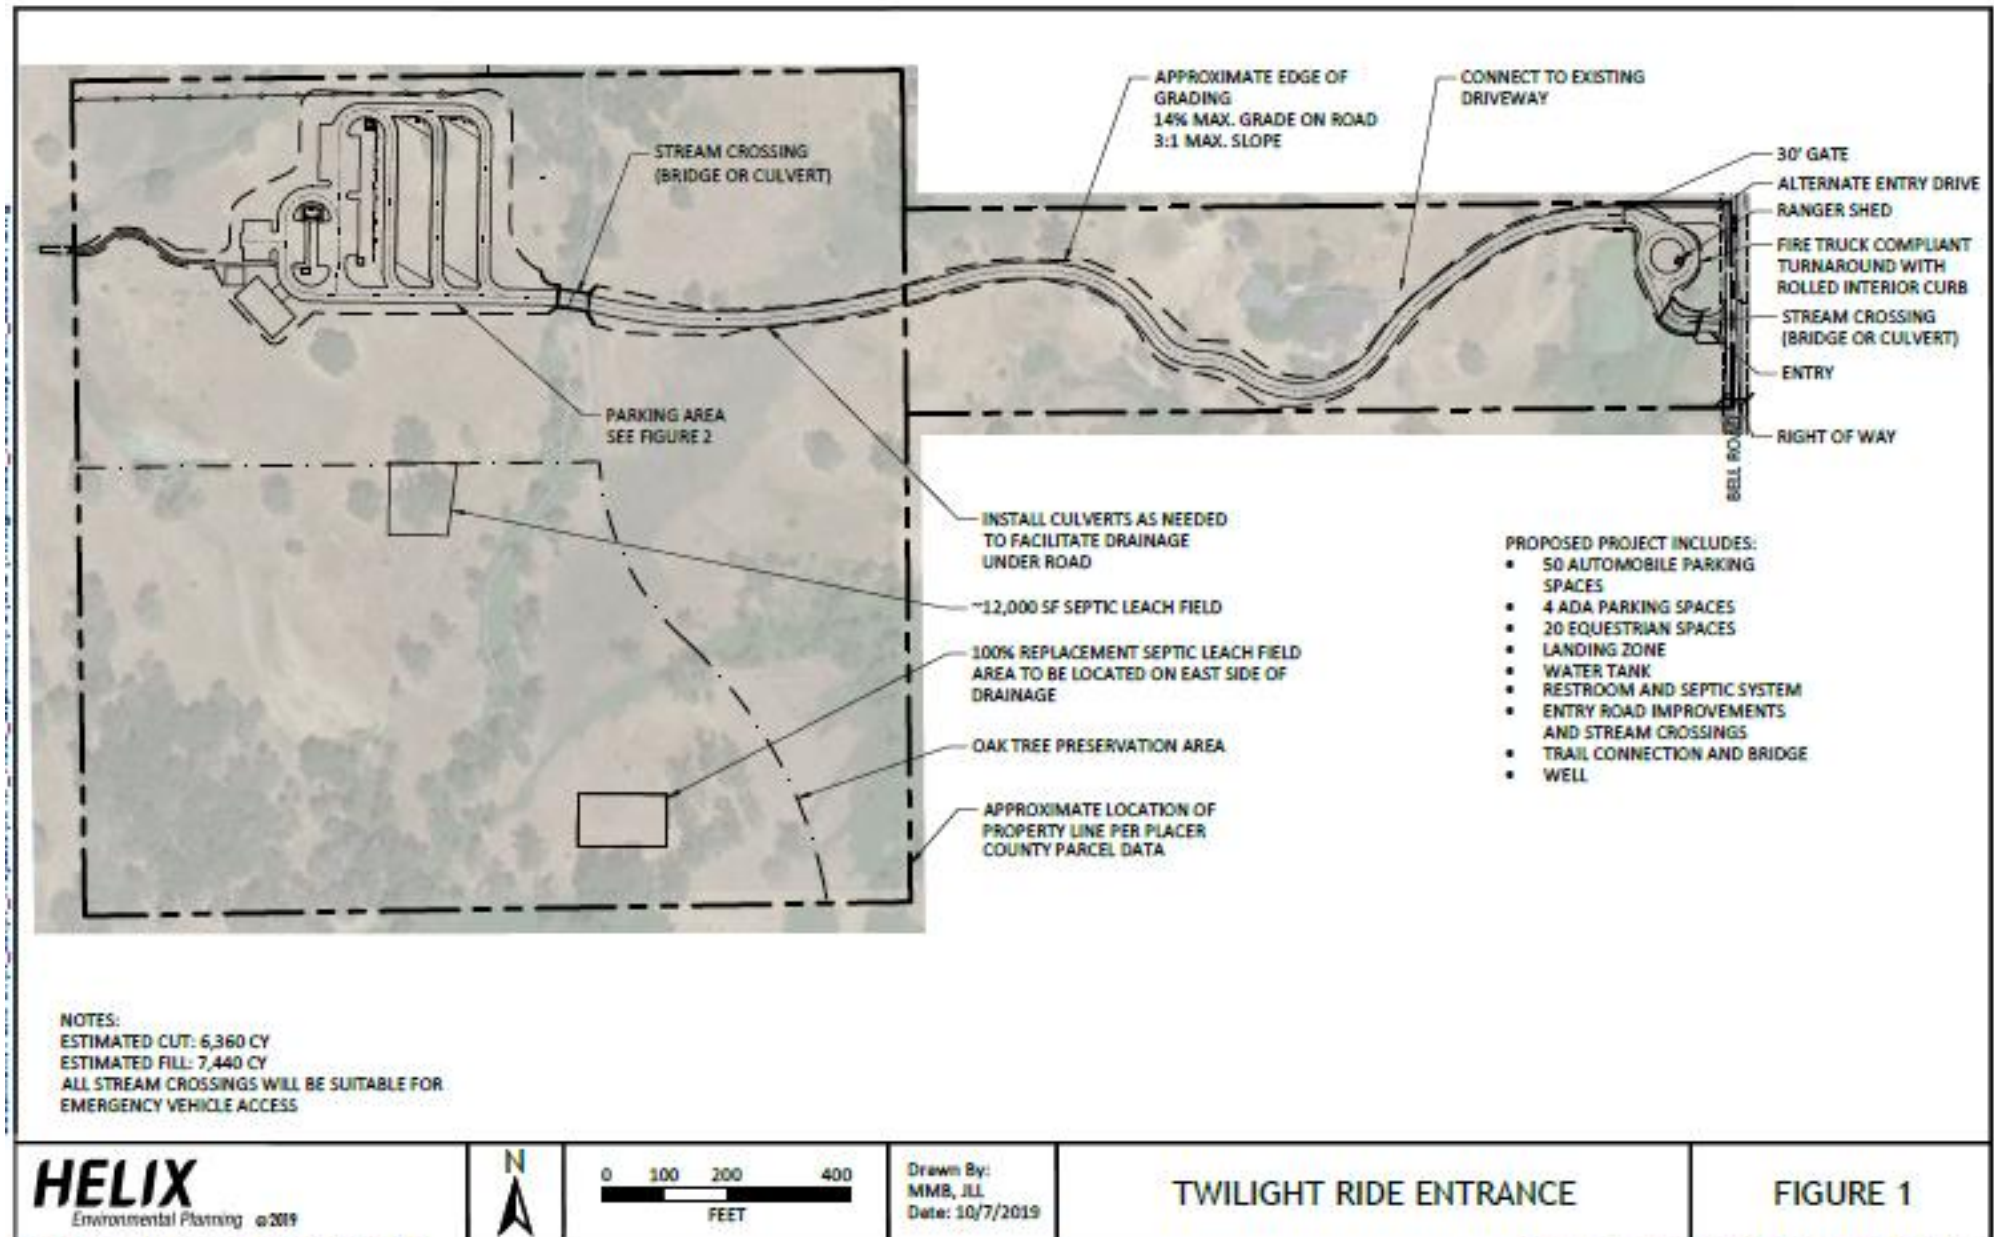 APPROXIMATE EDGE OF
GRADING
14% MAX. GRADE ON ROAD
3:1 MAX. SLOPE
CONNECT TO EXISTING
DRIVEWAY
STREAM CROSSING
(BRIDGE OR CULVERT)
30' GATE
ALTERNATE ENTRY DRIVE
RANGER SHED
FIRE TRUCK COMPLIANT
TURNAROUND WITH
ROLLED INTERIOR CURB
STREAM CROSSING
(BRIDGE OR CULVERT)
ENTRY
RIGHT OF WAY
BELL ROAD
PARKING AREA
SEE FIGURE 2
INSTALL CULVERTS AS NEEDED
TO FACILITATE DRAINAGE
UNDER ROAD
~12,000 SF SEPTIC LEACH FIELD
100% REPLACEMENT SEPTIC LEACH FIELD
AREA TO BE LOCATED ON EAST SIDE OF
DRAINAGE
OAK TREE PRESERVATION AREA
APPROXIMATE LOCATION OF
PROPERTY LINE PER PLACER
COUNTY PARCEL DATA
PROPOSED PROJECT INCLUDES:
• 50 AUTOMOBILE PARKING
SPACES
• 4 ADA PARKING SPACES
• 20 EQUESTRIAN SPACES
• LANDING ZONE
• WATER TANK
• RESTROOM AND SEPTIC SYSTEM
• ENTRY ROAD IMPROVEMENTS
AND STREAM CROSSINGS
• TRAIL CONNECTION AND BRIDGE
• WELL
NOTES:
ESTIMATED CUT: 6,360 CY
ESTIMATED FILL: 7,440 CY
ALL STREAM CROSSINGS WILL BE SUITABLE FOR
EMERGENCY VEHICLE ACCESS
HELIX
Environmental Planning © 2019
N
0 100 200 400
FEET
Drawn By:
MMB, JLL
Date: 10/7/2019
TWILIGHT RIDE ENTRANCE
FIGURE 1